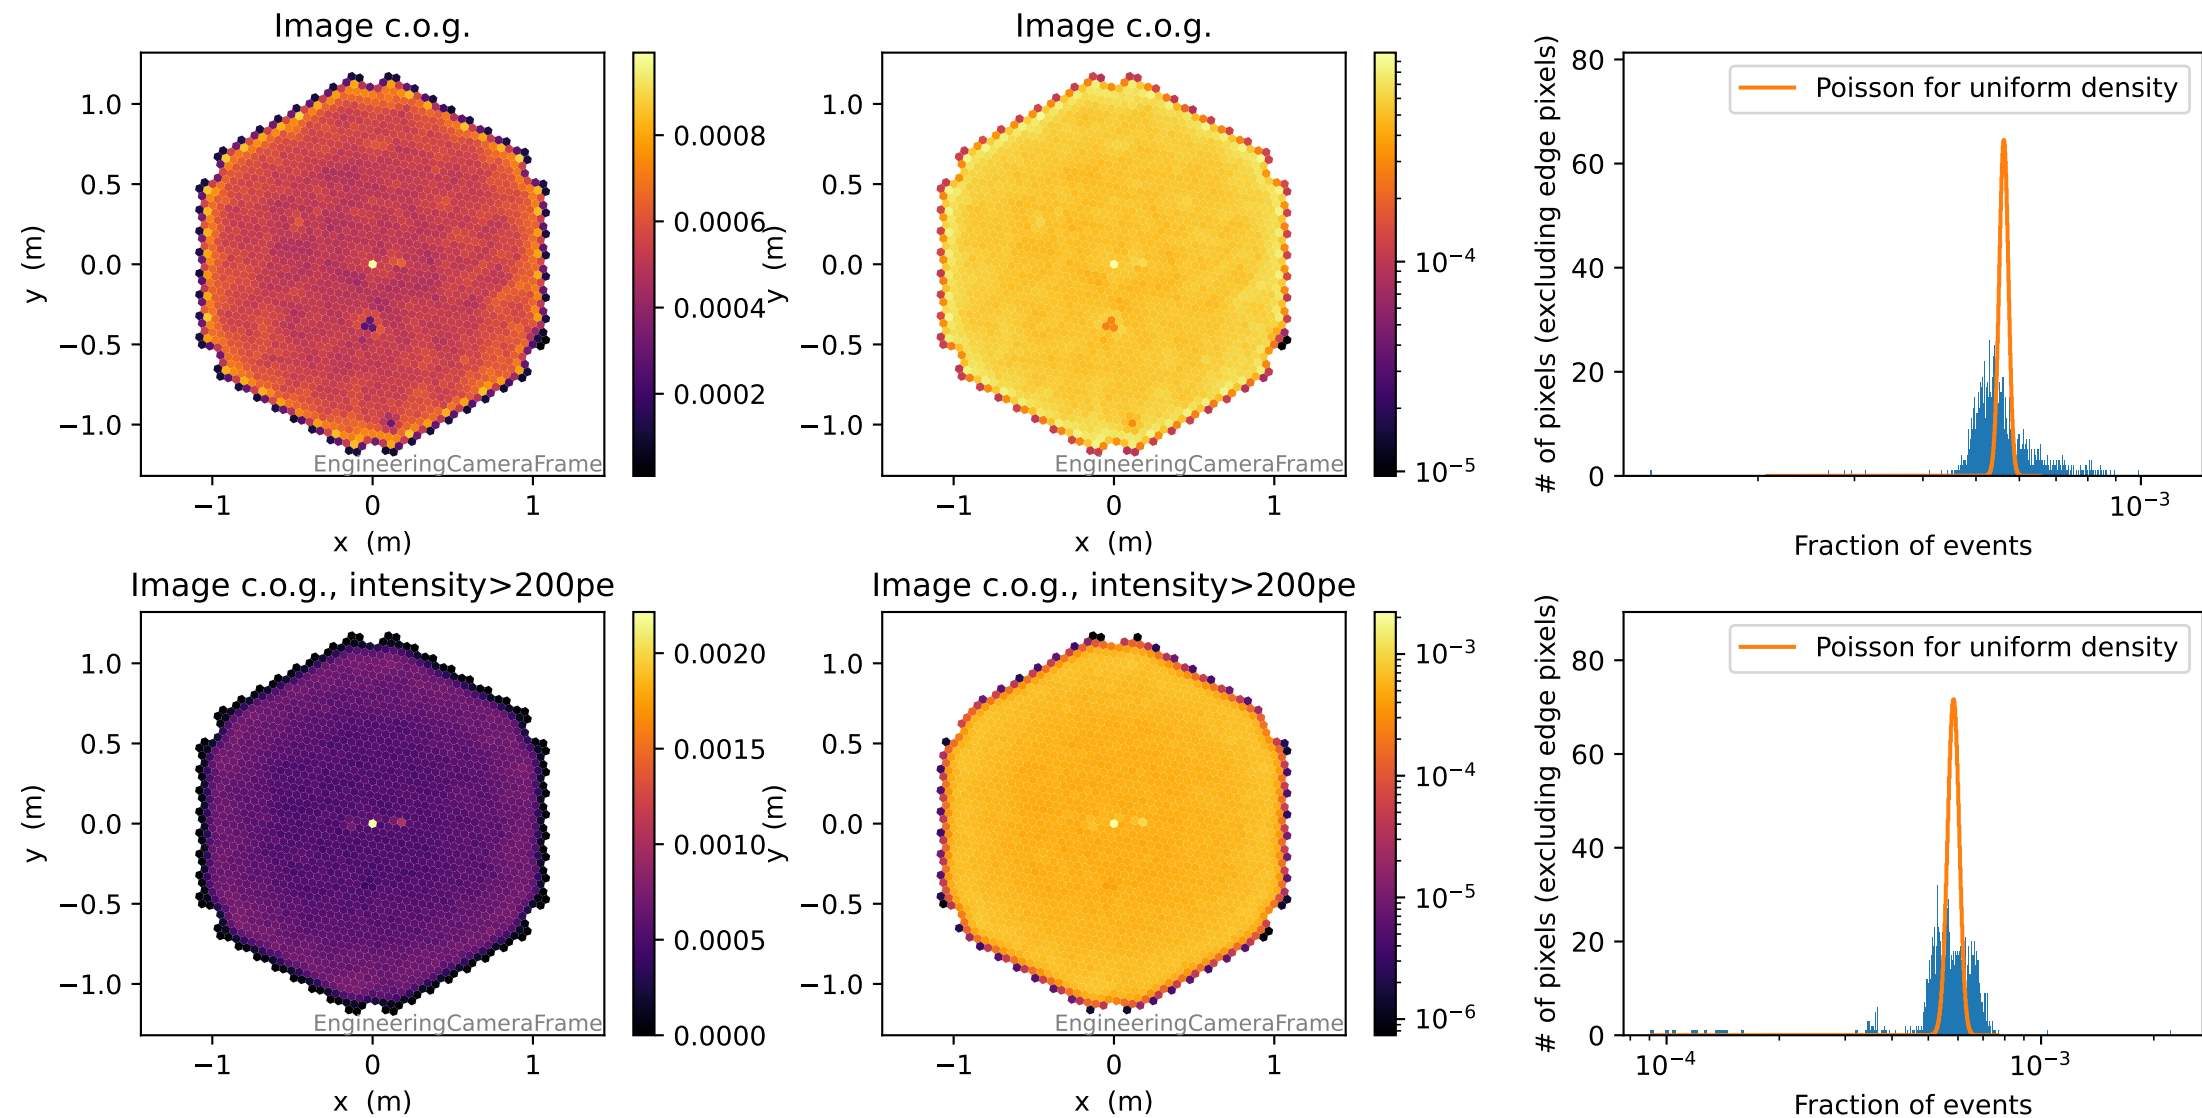 Image c.o.g.
y (m)
1.0
0.5
0.0
−0.5
−1.0
EngineeringCameraFrame
−1 0 1
x (m)
0.0008
0.0006
0.0004
0.0002
Image c.o.g.
y (m)
1.0
0.5
0.0
−0.5
−1.0
EngineeringCameraFrame
−1 0 1
x (m)
10⁻⁴
10⁻⁵
# of pixels (excluding edge pixels)
80
60
40
20
0
Poisson for uniform density
10⁻³
Fraction of events
Image c.o.g., intensity>200pe
y (m)
1.0
0.5
0.0
−0.5
−1.0
EngineeringCameraFrame
−1 0 1
x (m)
0.0020
0.0015
0.0010
0.0005
0.0000
Image c.o.g., intensity>200pe
y (m)
1.0
0.5
0.0
−0.5
−1.0
EngineeringCameraFrame
−1 0 1
x (m)
10⁻³
10⁻⁴
10⁻⁵
10⁻⁶
# of pixels (excluding edge pixels)
80
60
40
20
0
Poisson for uniform density
10⁻⁴ 10⁻³
Fraction of events